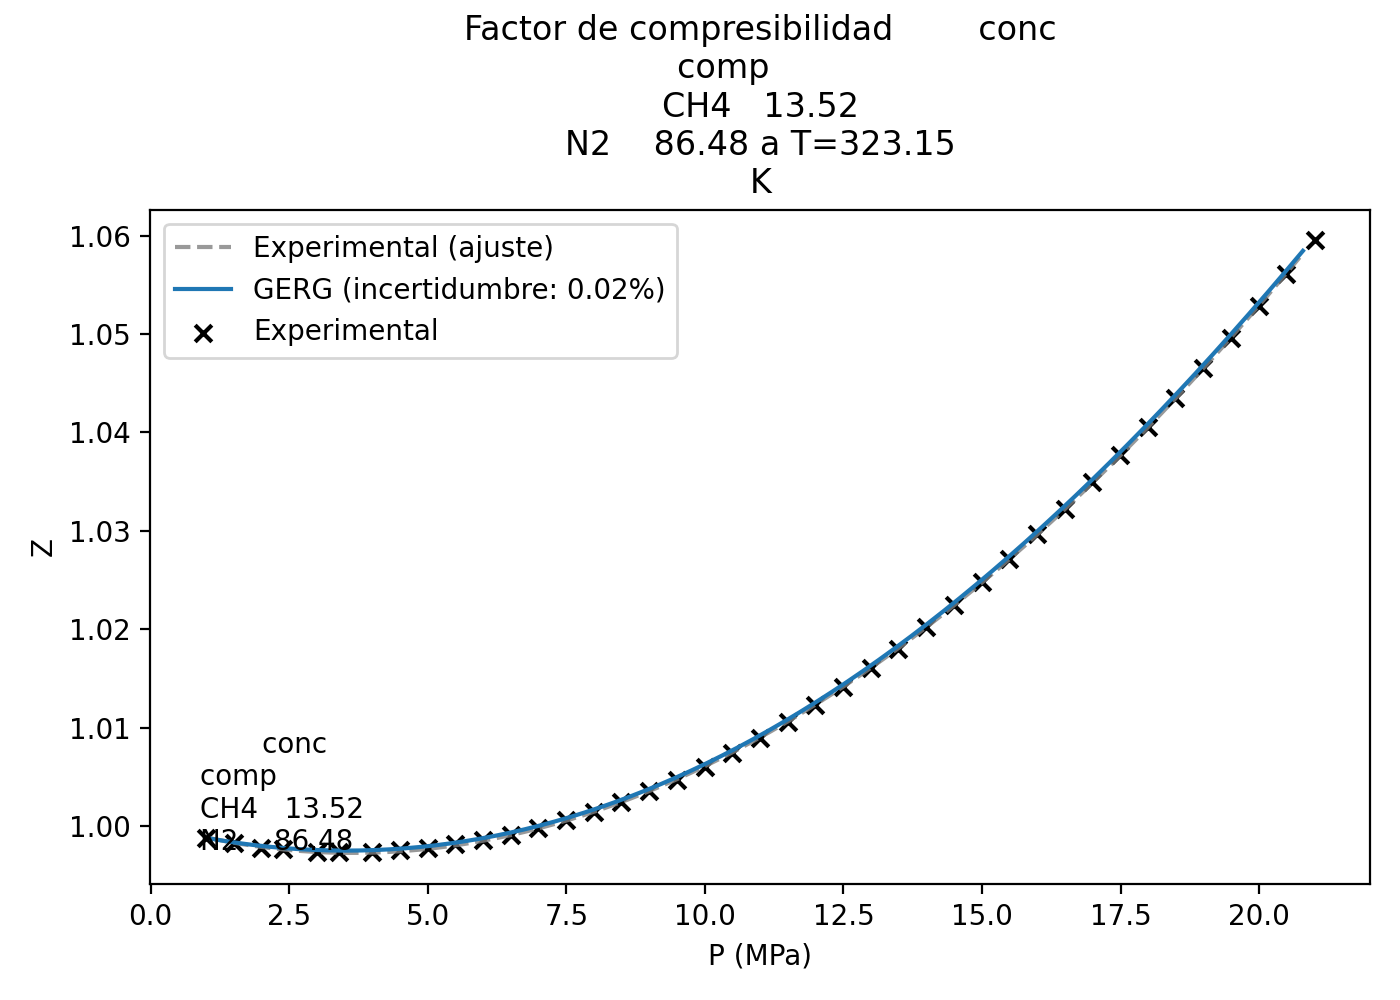 Factor de compresibilidad conc
comp
CH4 13.52
N2 86.48 a T=323.15
K
Experimental (ajuste)
GERG (incertidumbre: 0.02%)
Experimental
1.06
1.05
1.04
1.03
1.02
1.01
1.00
Z
conc
comp
CH4 13.52
N2 86.48
0.0 2.5 5.0 7.5 10.0 12.5 15.0 17.5 20.0
P (MPa)